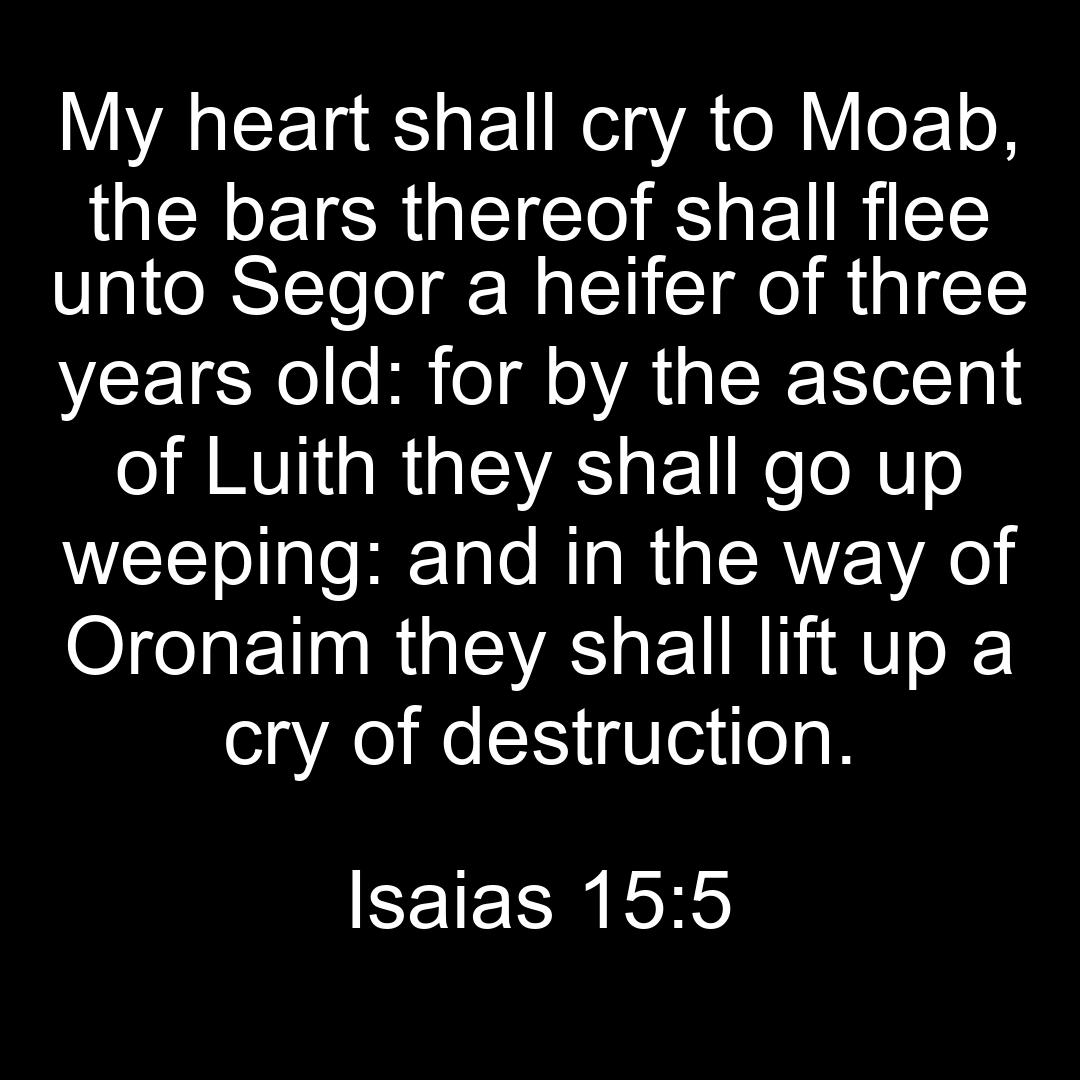 My heart shall cry to Moab,
the bars thereof shall flee
unto Segor a heifer of three
years old: for by the ascent
of Luith they shall go up
weeping: and in the way of
Oronaim they shall lift up a
cry of destruction.
Isaias 15:5